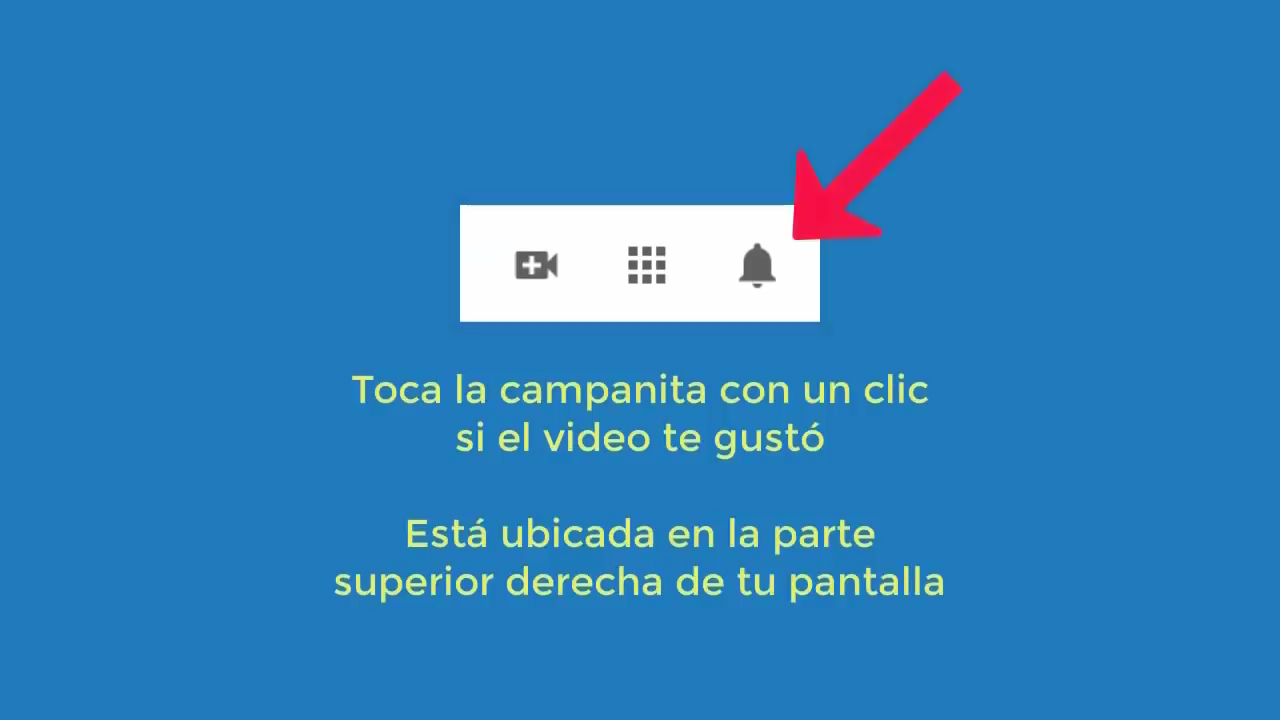 Toca la campanita con un clic
si el video te gustó
Está ubicada en la parte
superior derecha de tu pantalla